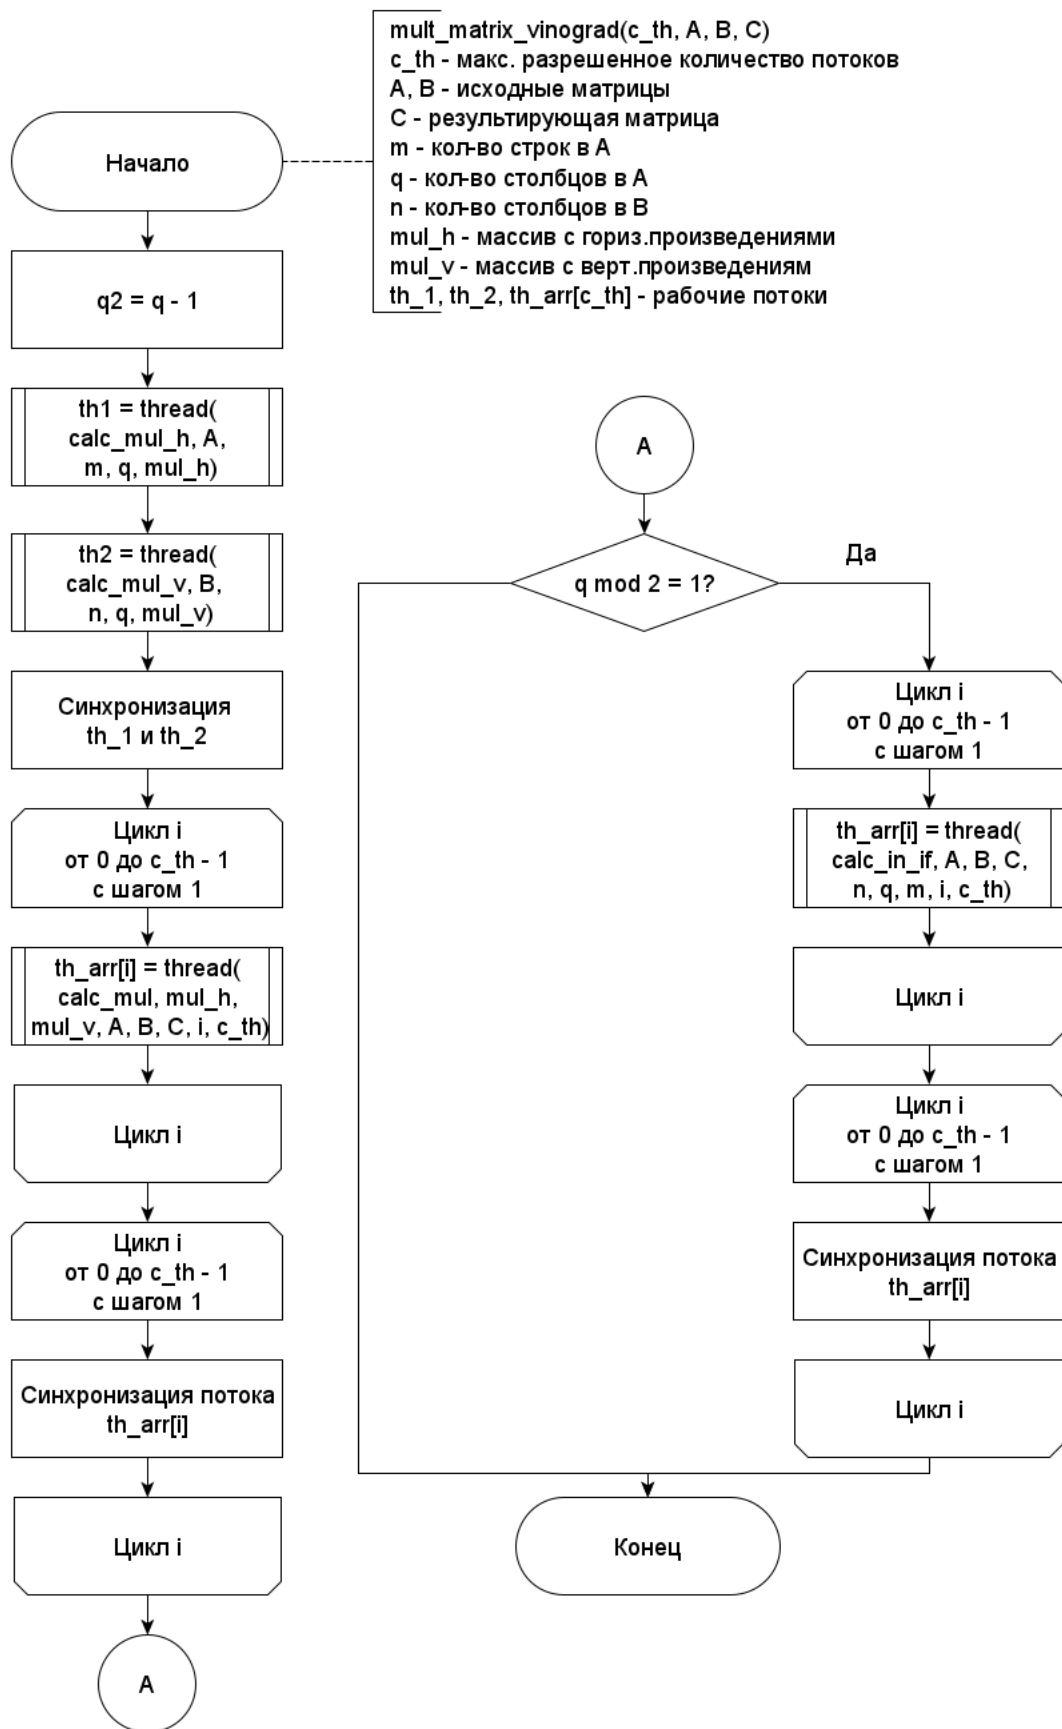 mult_matrix_vinograd(c_th, A, B, C)
c_th - макс. разрешенное количество потоков
A, B - исходные матрицы
C - результирующая матрица
m - кол-во строк в A
q - кол-во столбцов в A
n - кол-во столбцов в B
mul_h - массив с гориз.произведениями
mul_v - массив с верт.произведениям
th_1, th_2, th_arr[c_th] - рабочие потоки
Начало
q2 = q - 1
th1 = thread(
calc_mul_h, A,
m, q, mul_h)
th2 = thread(
calc_mul_v, B,
n, q, mul_v)
Синхронизация
th_1 и th_2
Цикл i
от 0 до c_th - 1
с шагом 1
th_arr[i] = thread(
calc_mul, mul_h,
mul_v, A, B, C, i, c_th)
Цикл i
Цикл i
от 0 до c_th - 1
с шагом 1
Синхронизация потока
th_arr[i]
Цикл i
A
A
q mod 2 = 1?
Да
Цикл i
от 0 до c_th - 1
с шагом 1
th_arr[i] = thread(
calc_in_if, A, B, C,
n, q, m, i, c_th)
Цикл i
Цикл i
от 0 до c_th - 1
с шагом 1
Синхронизация потока
th_arr[i]
Цикл i
Конец